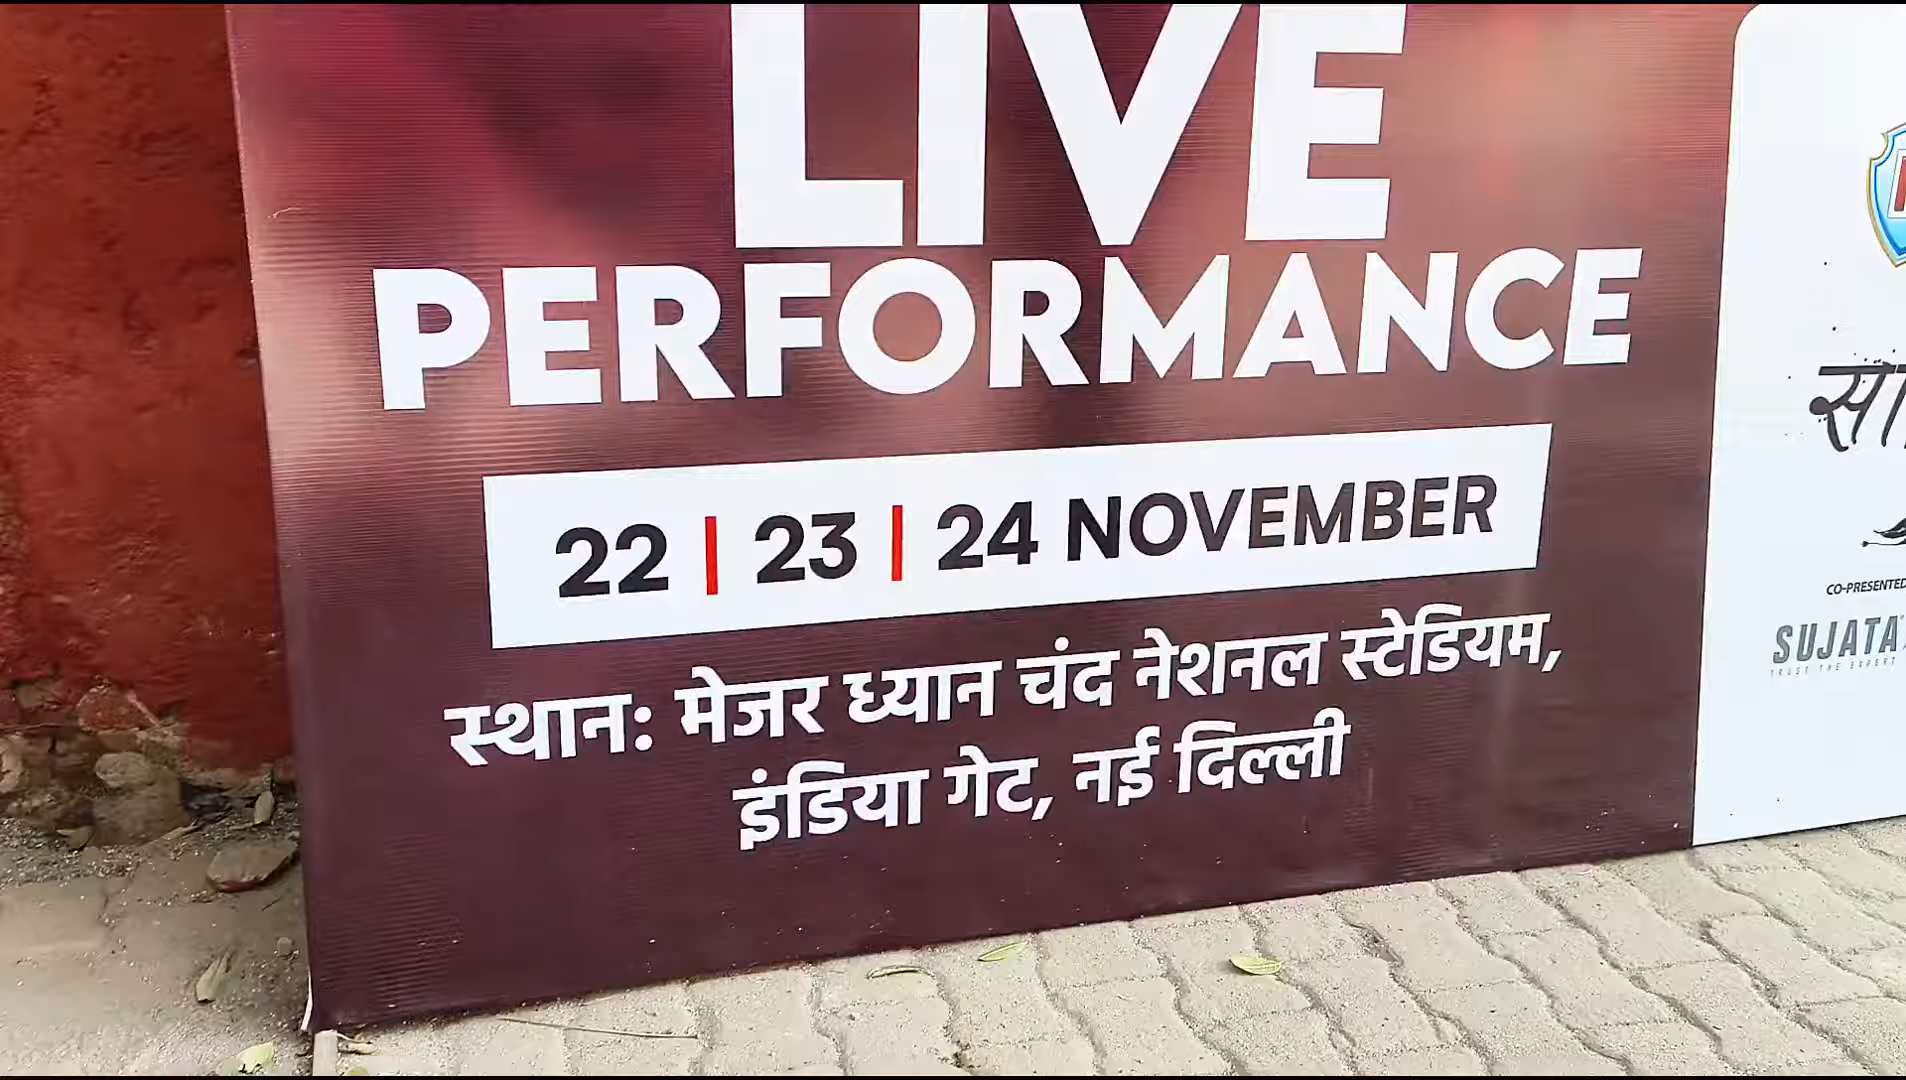 LIVE
PERFORMANCE
22 | 23 | 24 NOVEMBER
स्थान: मेजर ध्यान चंद नेशनल स्टेडियम,
इंडिया गेट, नई दिल्ली
CO-PRESENTED
SUJATA
TRUST THE EXPERT